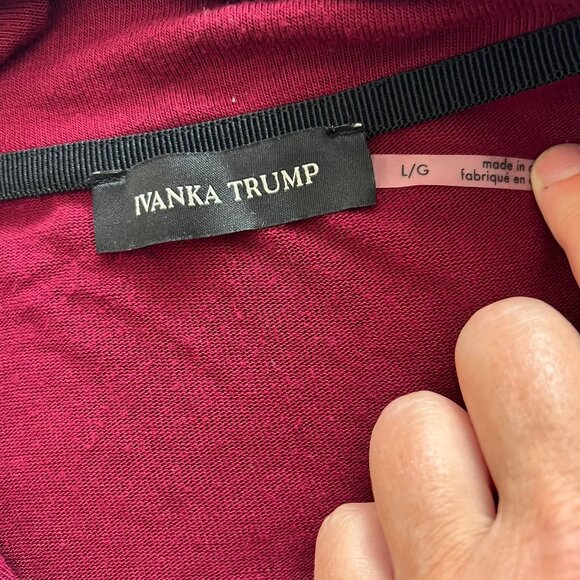 IVANKA TRUMP
L/G
made in
fabriqué en